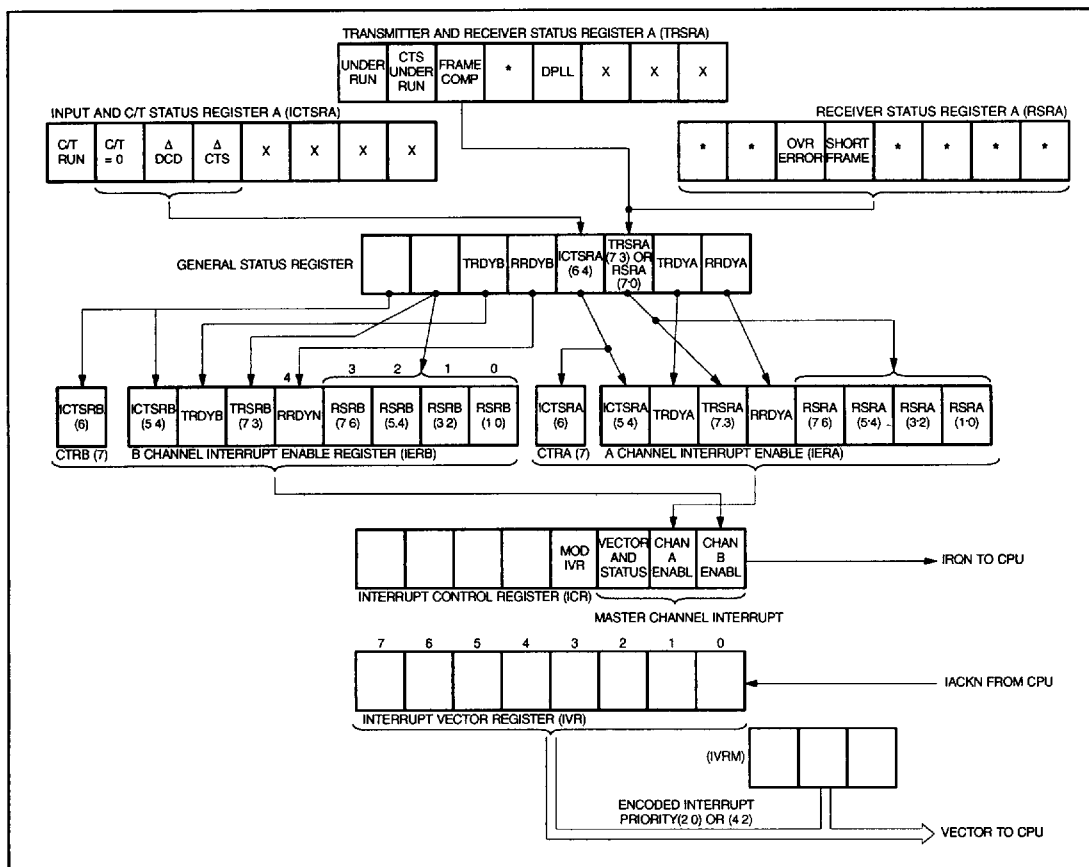 TRANSMITTER AND RECEIVER STATUS REGISTER A (TRSRA)
UNDER RUN
CTS UNDER RUN
FRAME COMP
*
DPLL
X
X
X
INPUT AND C/T STATUS REGISTER A (ICTSRA)
C/T RUN
C/T = 0
Δ DCD
Δ CTS
X
X
X
X
RECEIVER STATUS REGISTER A (RSRA)
*
*
OVR ERROR
SHORT FRAME
*
*
*
*
GENERAL STATUS REGISTER
TRDYB
RRDYB
ICTSRA (6 4)
TRSRA (7 3) OR RSRA (7-0)
TRDYA
RRDYA
4
3
2
1
0
ICTSRB (6)
ICTSRB (5 4)
TRDYB
TRSRB (7 3)
RRDYN
RSRB (7 6)
RSRB (5.4)
RSRB (3 2)
RSRB (1 0)
CTRB (7)
B CHANNEL INTERRUPT ENABLE REGISTER (IERB)
ICTSRA (6)
ICTSRA (5 4)
TRDYA
TRSRA (7.3)
RRDYA
RSRA (7 6)
RSRA (5-4)
RSRA (3-2)
RSRA (1-0)
CTRA (7)
A CHANNEL INTERRUPT ENABLE (IERA)
MOD IVR
VECTOR AND STATUS
CHAN A ENABL
CHAN B ENABL
IRQN TO CPU
INTERRUPT CONTROL REGISTER (ICR)
MASTER CHANNEL INTERRUPT
7
6
5
4
3
2
1
0
IACKN FROM CPU
INTERRUPT VECTOR REGISTER (IVR)
(IVRM)
ENCODED INTERRUPT
PRIORITY(2 0) OR (4 2)
VECTOR TO CPU